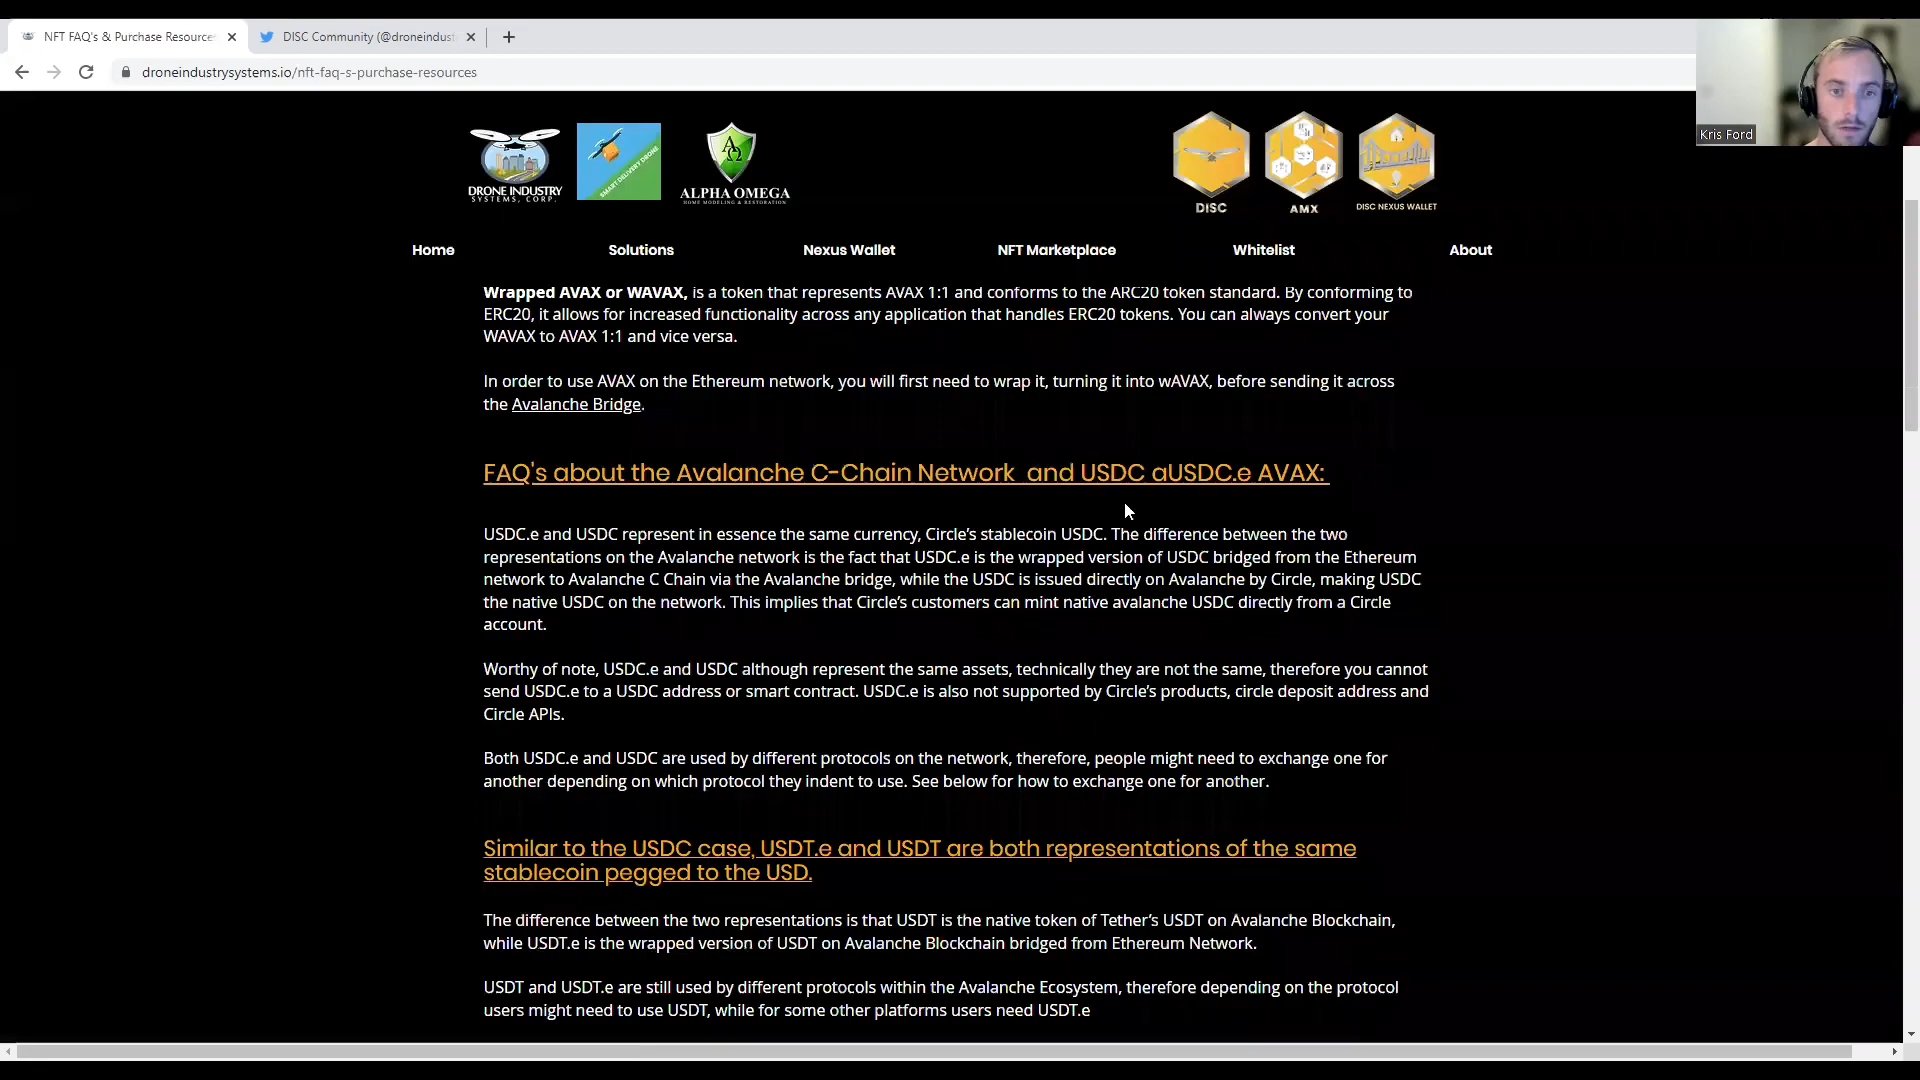 NFT FAQ's & Purchase Resource
DISC Community (@droneindust
droneindustrysystems.io/nft-faq-s-purchase-resources
Kris Ford
DRONE INDUSTRY
SYSTEMS, CORP.
SMART DELIVERY DRONE
ΑΩ
ALPHA OMEGA
HOME MODELING & RESTORATION
DISC
AMX
DISC NEXUS WALLET
Home
Solutions
Nexus Wallet
NFT Marketplace
Whitelist
About
Wrapped AVAX or WAVAX, is a token that represents AVAX 1:1 and conforms to the ARC20 token standard. By conforming to
ERC20, it allows for increased functionality across any application that handles ERC20 tokens. You can always convert your
WAVAX to AVAX 1:1 and vice versa.
In order to use AVAX on the Ethereum network, you will first need to wrap it, turning it into wAVAX, before sending it across
the Avalanche Bridge.
FAQ's about the Avalanche C-Chain Network  and USDC aUSDC.e AVAX:
USDC.e and USDC represent in essence the same currency, Circle’s stablecoin USDC. The difference between the two
representations on the Avalanche network is the fact that USDC.e is the wrapped version of USDC bridged from the Ethereum
network to Avalanche C Chain via the Avalanche bridge, while the USDC is issued directly on Avalanche by Circle, making USDC
the native USDC on the network. This implies that Circle’s customers can mint native avalanche USDC directly from a Circle
account.
Worthy of note, USDC.e and USDC although represent the same assets, technically they are not the same, therefore you cannot
send USDC.e to a USDC address or smart contract. USDC.e is also not supported by Circle’s products, circle deposit address and
Circle APIs.
Both USDC.e and USDC are used by different protocols on the network, therefore, people might need to exchange one for
another depending on which protocol they indent to use. See below for how to exchange one for another.
Similar to the USDC case, USDT.e and USDT are both representations of the same
stablecoin pegged to the USD.
The difference between the two representations is that USDT is the native token of Tether’s USDT on Avalanche Blockchain,
while USDT.e is the wrapped version of USDT on Avalanche Blockchain bridged from Ethereum Network.
USDT and USDT.e are still used by different protocols within the Avalanche Ecosystem, therefore depending on the protocol
users might need to use USDT, while for some other platforms users need USDT.e